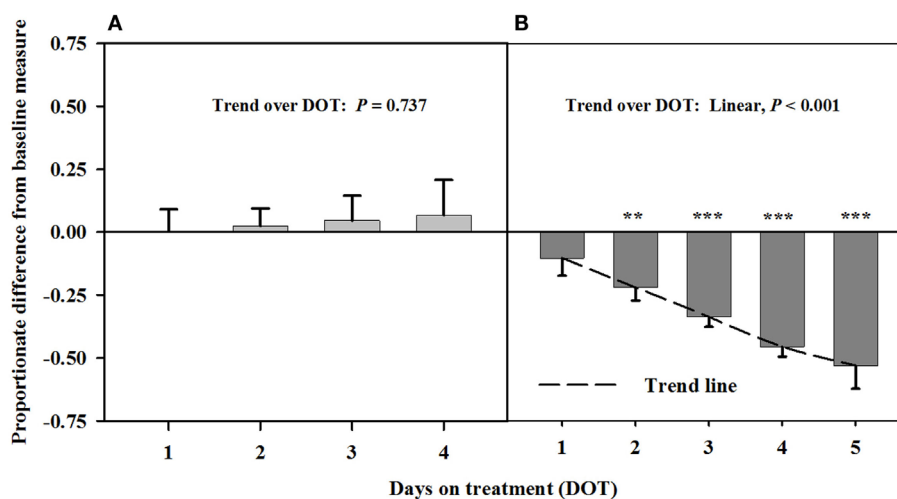 A
B
Proportionate difference from baseline measure
0.75
0.50
0.25
0.00
-0.25
-0.50
-0.75
Trend over DOT: P = 0.737
Trend over DOT: Linear, P < 0.001
** *** *** ***
Trend line
1 2 3 4
1 2 3 4 5
Days on treatment (DOT)